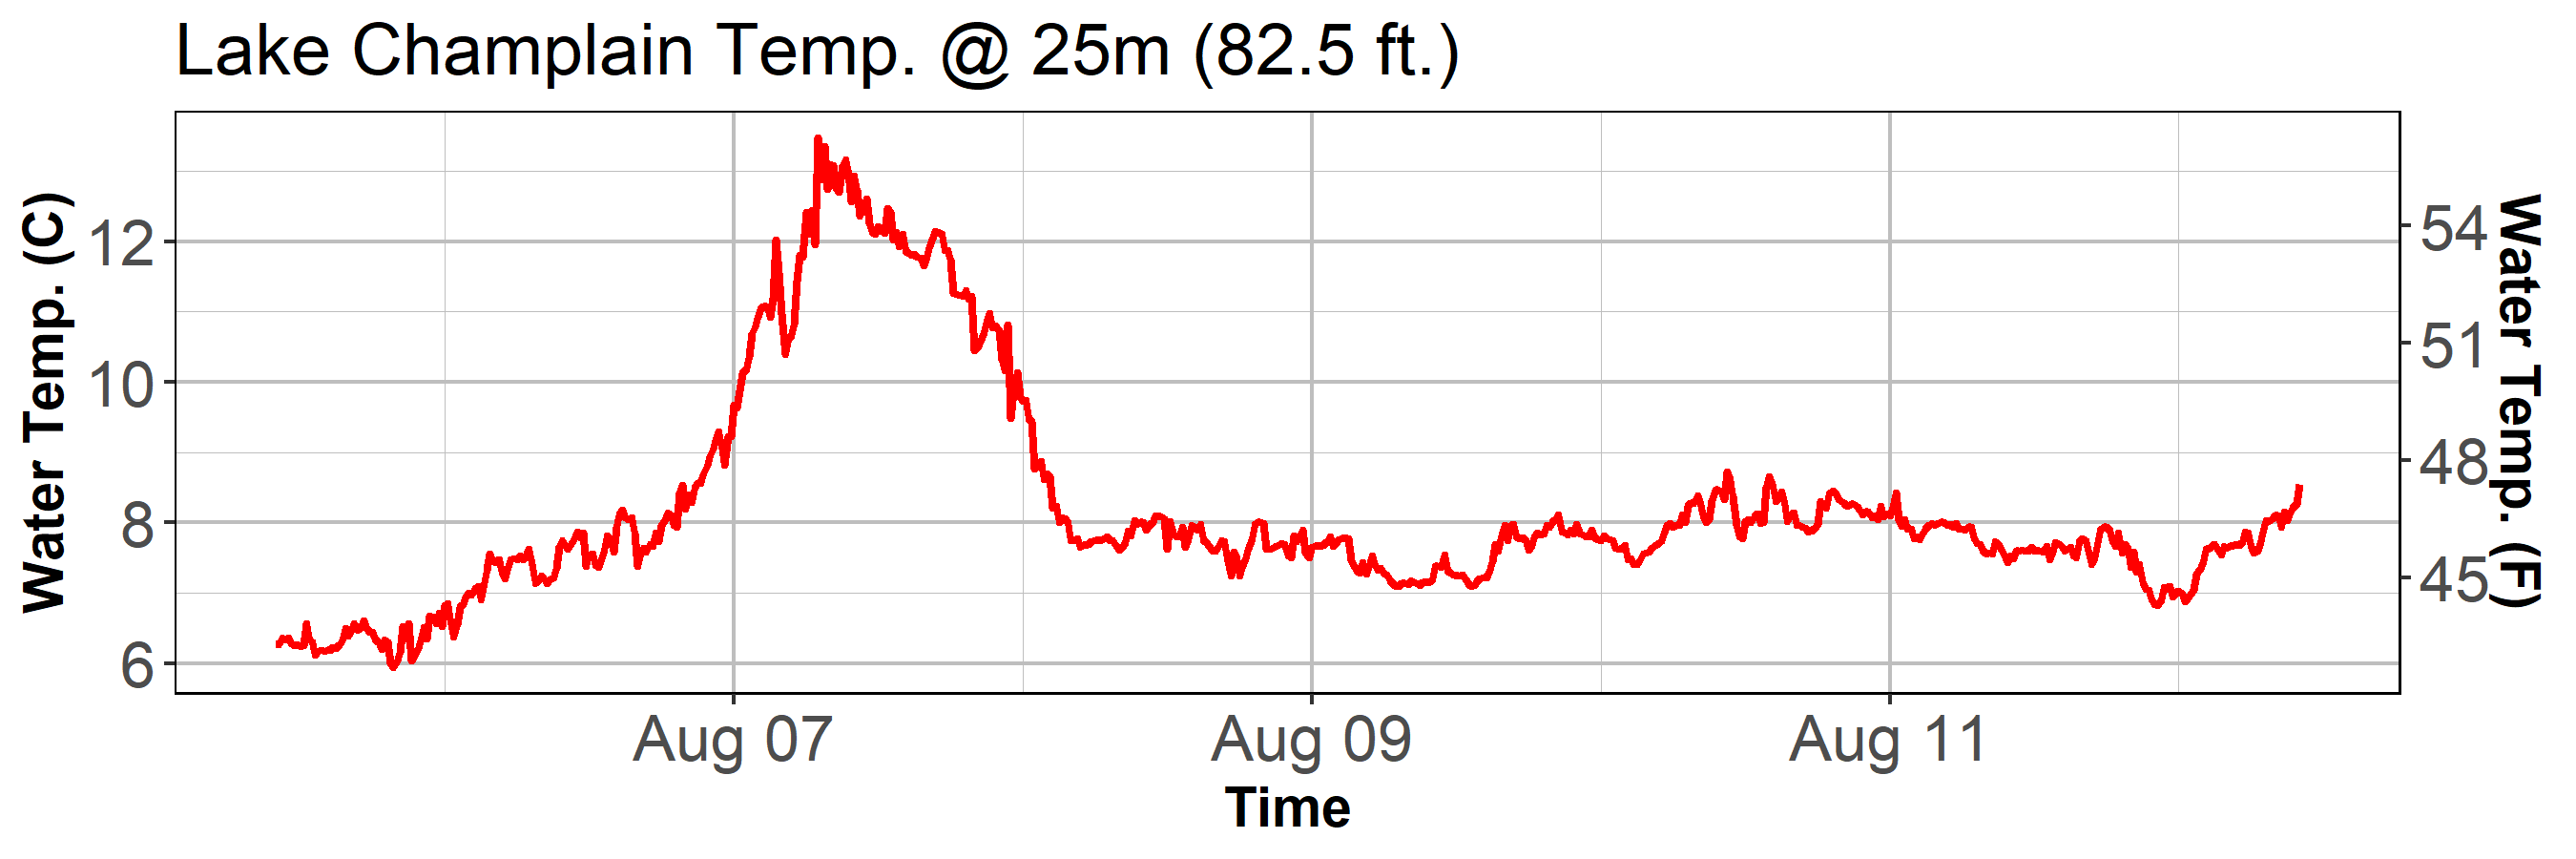 Lake Champlain Temp. @ 25m (82.5 ft.)
Water Temp. (C)
12
10
8
6
54
51
48
45
Water Temp. (F)
Aug 07
Aug 09
Aug 11
Time